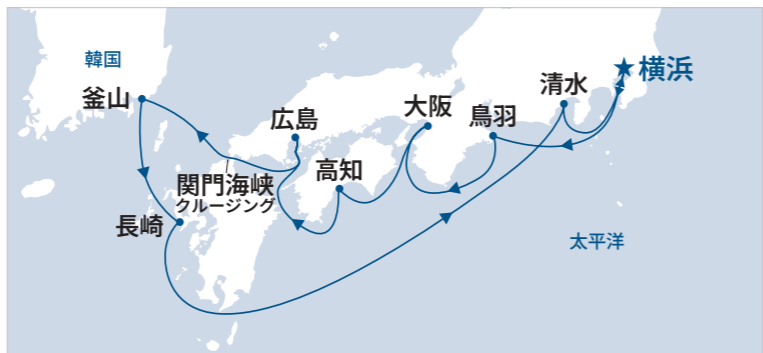 韓国
釜山
広島
大阪
鳥羽
清水
横浜
高知
関門海峡
クルージング
長崎
太平洋